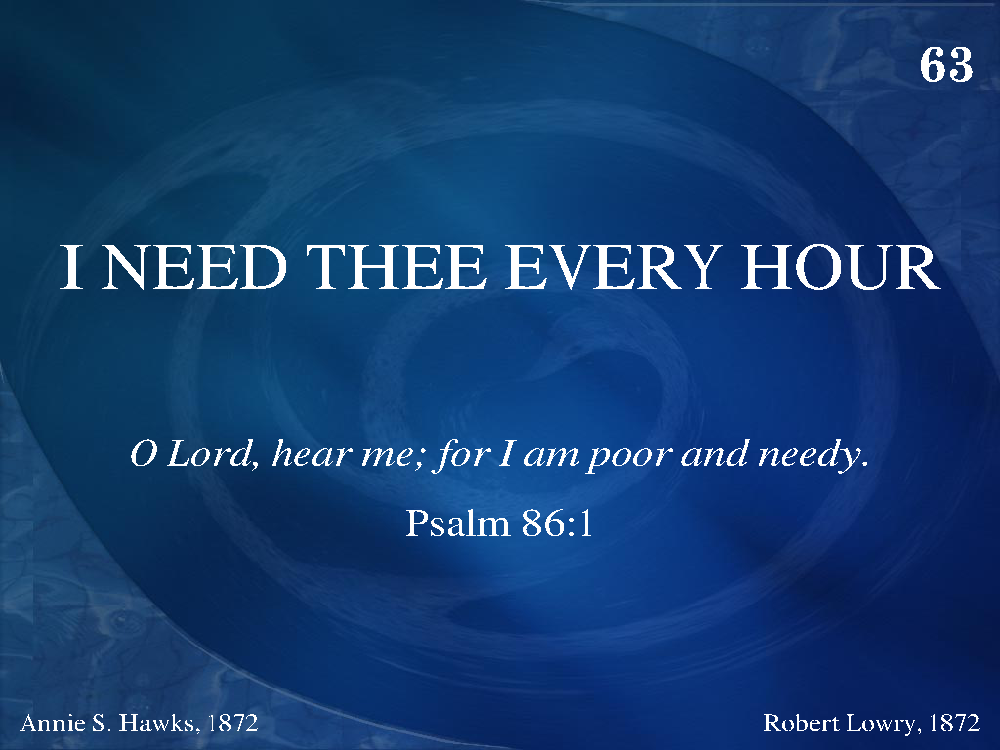 63
I NEED THEE EVERY HOUR
O Lord, hear me; for I am poor and needy.
Psalm 86:1
Annie S. Hawks, 1872
Robert Lowry, 1872